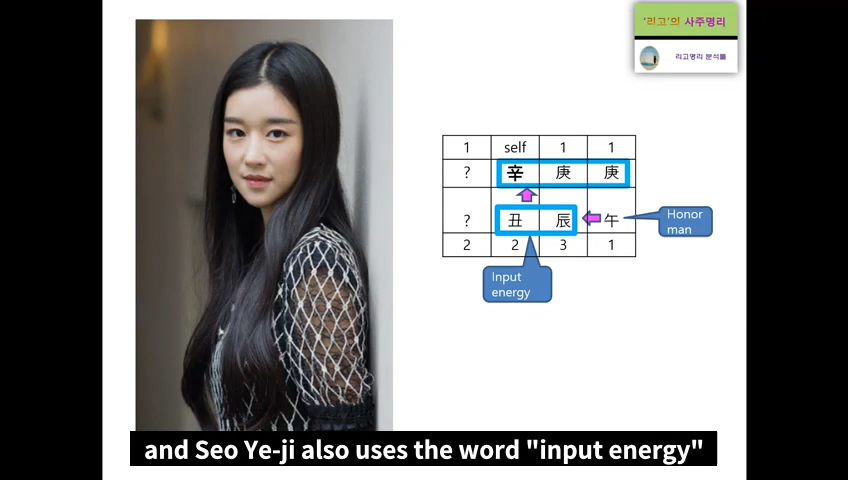 '리고'의 사주명리
리고명리 분석틀
1 self 1 1
? 辛 庚 庚
? 丑 辰 午
2 2 3 1
Honor
man
Input
energy
and Seo Ye-ji also uses the word "input energy"